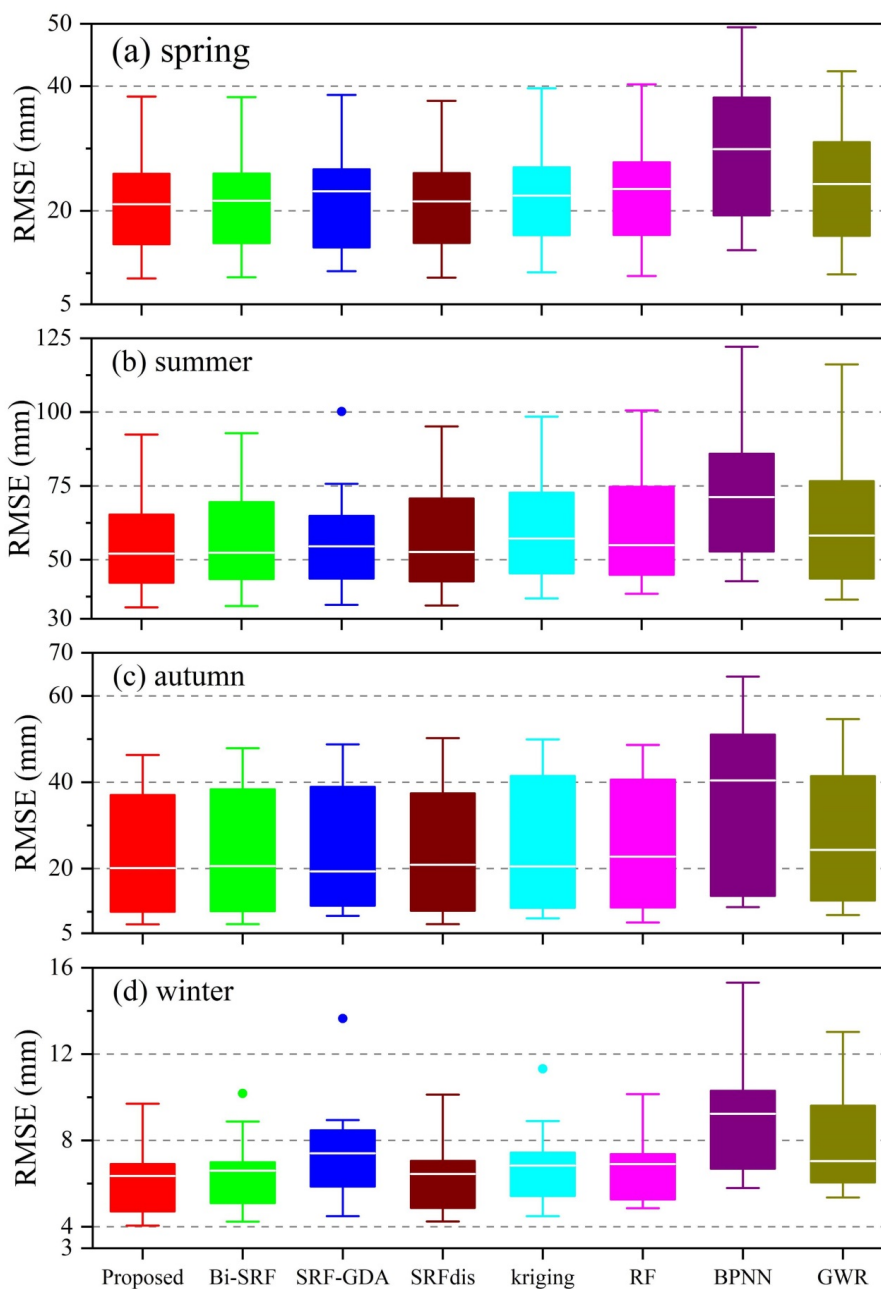 (a) spring
RMSE (mm)
50
40
20
5
(b) summer
RMSE (mm)
125
100
75
50
30
(c) autumn
RMSE (mm)
70
60
40
20
5
(d) winter
RMSE (mm)
16
12
8
4
3
Proposed Bi-SRF SRF-GDA SRFdis kriging RF BPNN GWR